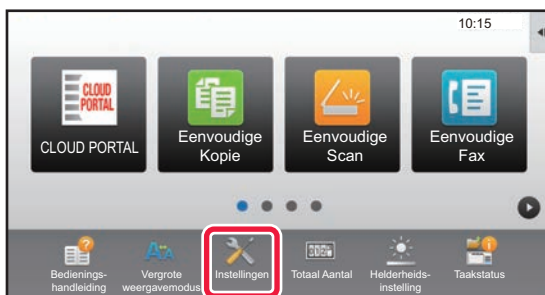 10:15
CLOUD
PORTAL
CLOUD PORTAL
Eenvoudige
Kopie
Eenvoudige
Scan
Eenvoudige
Fax
Bedienings-
handleiding
Vergrote
weergavemodus
Instellingen
Totaal Aantal
Helderheids-
instelling
Taakstatus